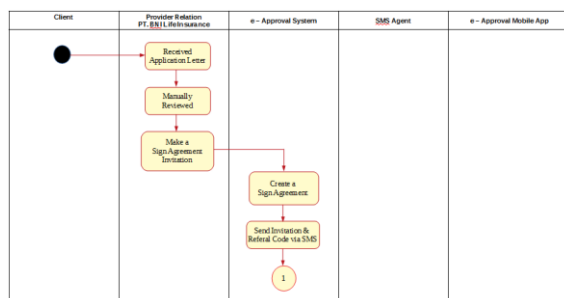 Client
Provider Relation
PT. BNI Life Insurance
e – Approval System
SMS Agent
e – Approval Mobile App
Received
Application Letter
Manually
Reviewed
Make a
Sign Agreement
Invitation
Create a
Sign Agreement
Send Invitation &
Referal Code via SMS
1